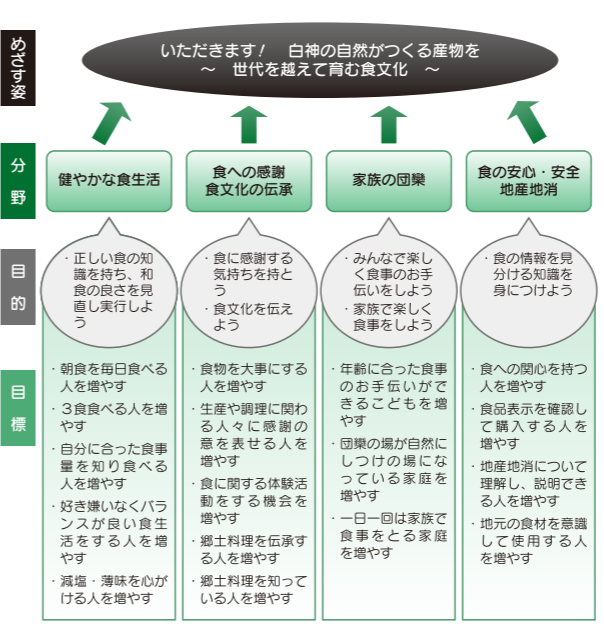 めざす姿
いただきます！　白神の自然がつくる産物を
～　世代を越えて育む食文化　～
分野
健やかな食生活
食への感謝
食文化の伝承
家族の団欒
食の安心・安全
地産地消
目的
・正しい食の知
識を持ち、和
食の良さを見
直し実行しよ
う
・食に感謝する
気持ちを持と
う
・食文化を伝え
よう
・みんなで楽し
く食事のお手
伝いをしよう
・家族で楽しく
食事をしよう
・食の情報を見
分ける知識を
身につけよう
目標
・朝食を毎日食べる
人を増やす
・３食食べる人を増
やす
・自分に合った食事
量を知り食べる
人を増やす
・好き嫌いなくバラ
ンスが良い食生
活をする人を増
やす
・減塩・薄味を心が
ける人を増やす
・食物を大事にする
人を増やす
・生産や調理に関わ
る人々に感謝の
意を表せる人を
増やす
・食に関する体験活
動をする機会を
増やす
・郷土料理を伝承す
る人を増やす
・郷土料理を知って
いる人を増やす
・年齢に合った食事
のお手伝いがで
きるこどもを増
やす
・団欒の場が自然に
しつけの場にな
っている家庭を
増やす
・一日一回は家族で
食事をとる家庭
を増やす
・食への関心を持つ
人を増やす
・食品表示を確認し
て購入する人を
増やす
・地産地消について
理解し、説明でき
る人を増やす
・地元の食材を意識
して使用する人
を増やす